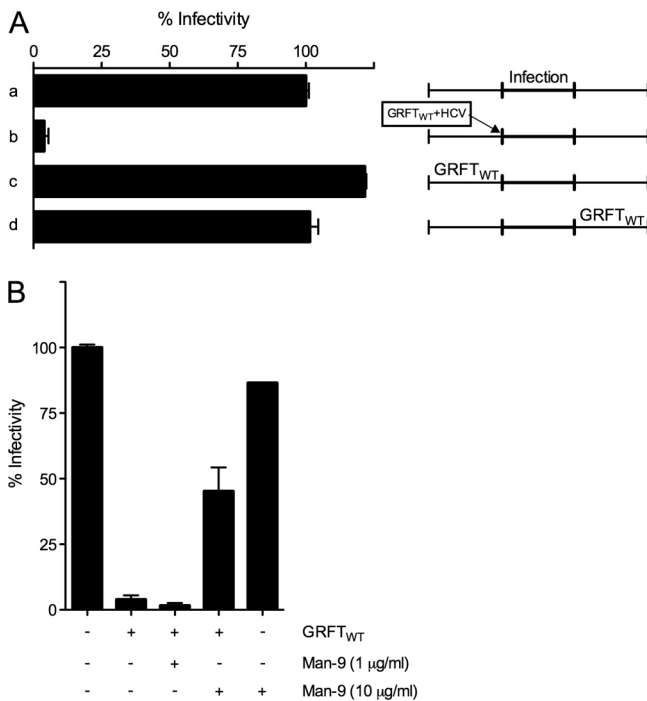 A
% Infectivity
0 25 50 75 100
a
b
c
d
Infection
GRFTWT+HCV
GRFTWT
GRFTWT
B
% Infectivity
100
75
50
25
0
- + + + - GRFTWT
- - + - - Man-9 (1 µg/ml)
- - - + + Man-9 (10 µg/ml)